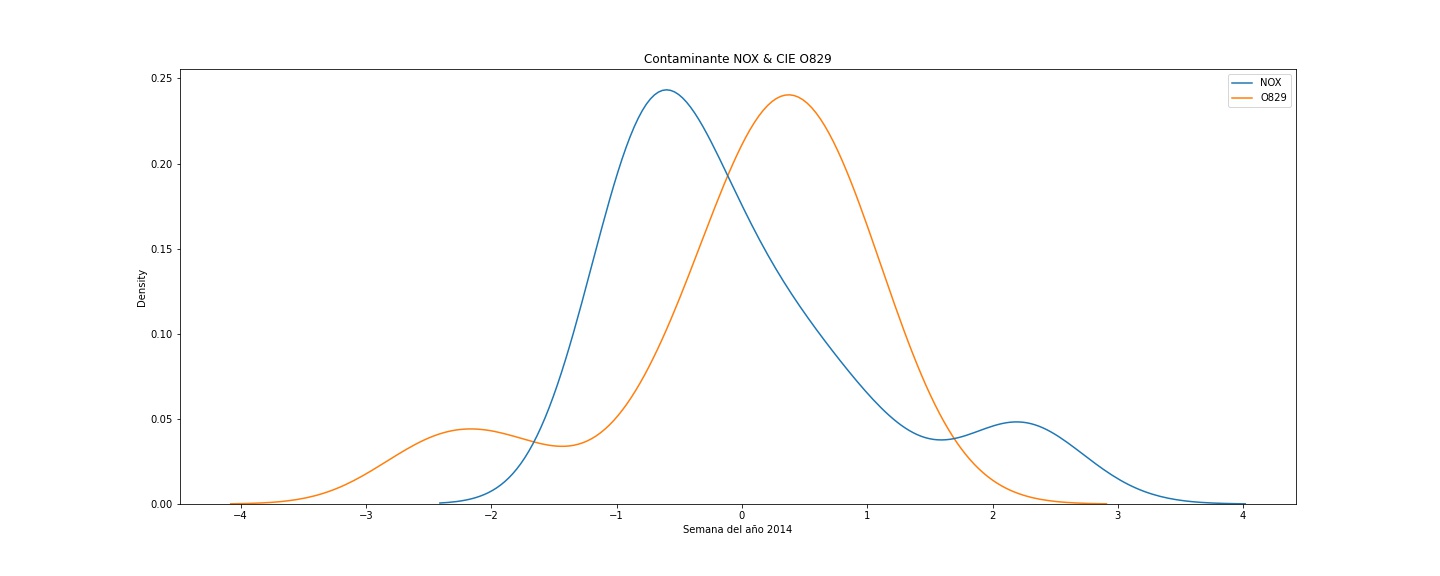 Contaminante NOX & CIE O829
NOX
O829
Density
0.25
0.20
0.15
0.10
0.05
0.00
−4 −3 −2 −1 0 1 2 3 4
Semana del año 2014